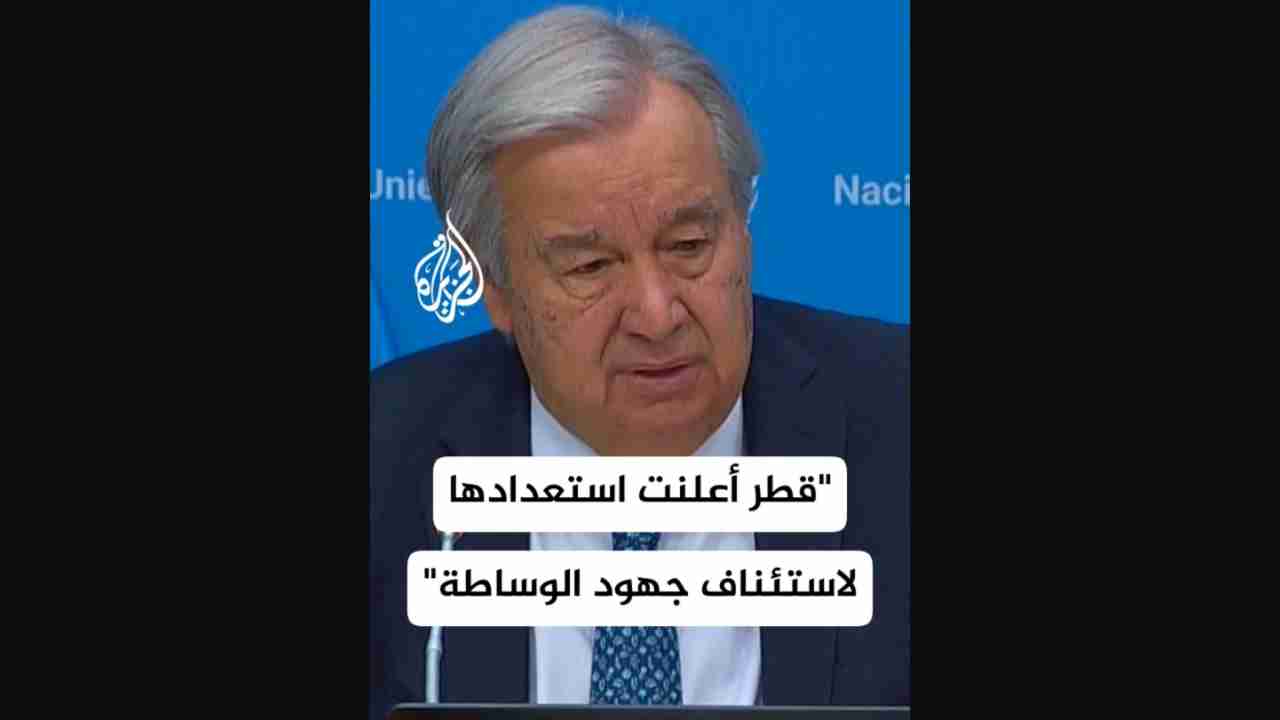 Unie
Naci
الجزيرة
"قطر أعلنت استعدادها
لاستئناف جهود الوساطة"